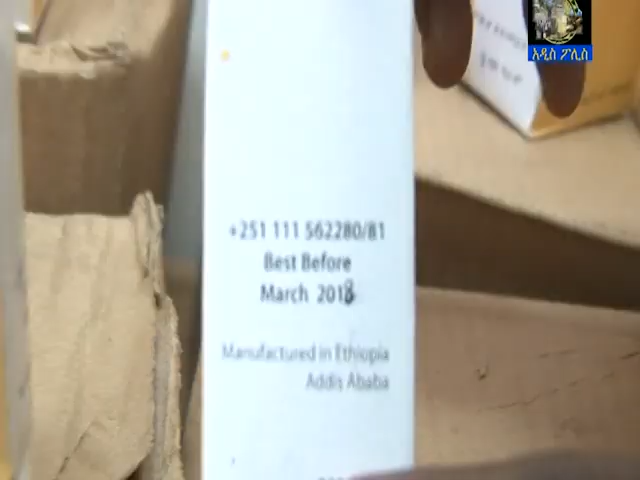 አዲስ ፖሊስ
+251 111 562280/81
Best Before
March 2018
Manufactured in Ethiopia
Addis Ababa